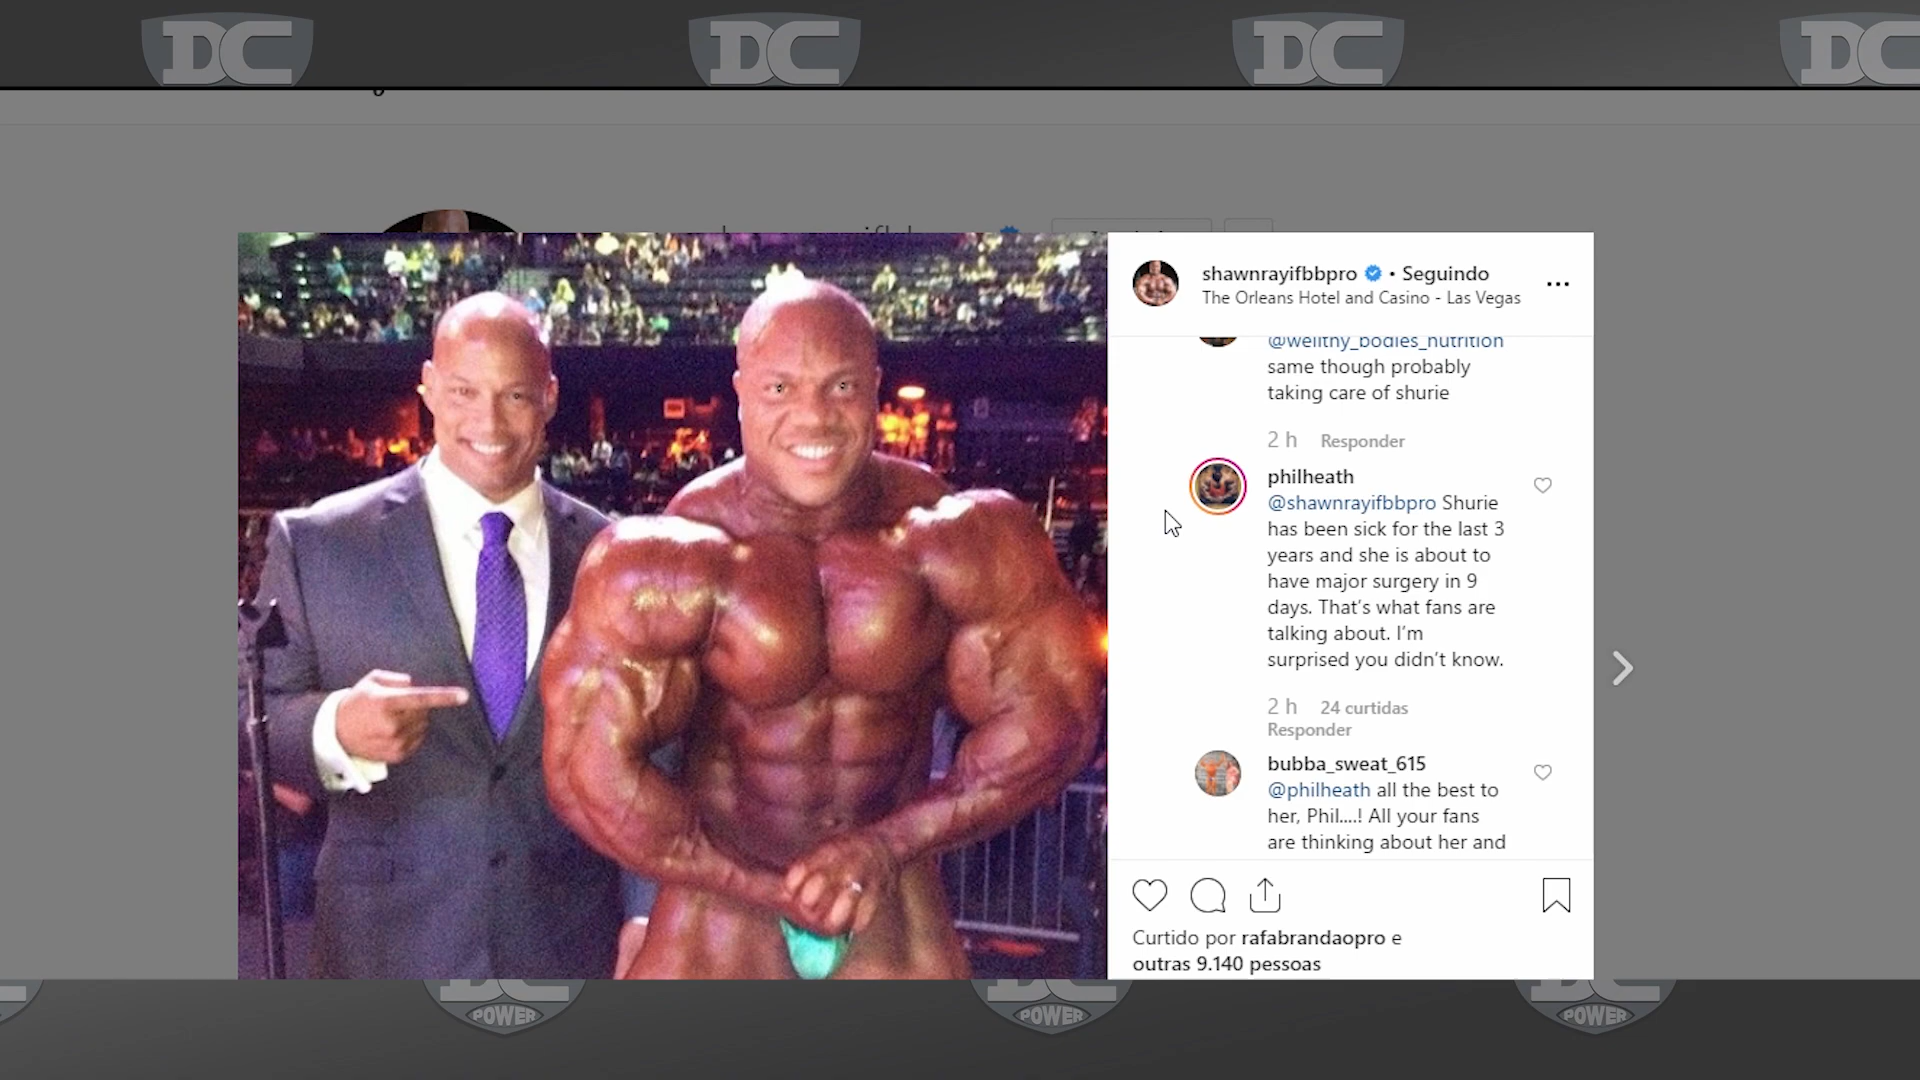 DC
DC
DC
DC
shawnrayifbbpro • Seguindo
The Orleans Hotel and Casino - Las Vegas
@wellthy_bodies_nutrition
same though probably
taking care of shurie
2 h Responder
philheath
@shawnrayifbbpro Shurie
has been sick for the last 3
years and she is about to
have major surgery in 9
days. That’s what fans are
talking about. I’m
surprised you didn’t know.
2 h 24 curtidas
Responder
bubba_sweat_615
@philheath all the best to
her, Phil....! All your fans
are thinking about her and
Curtido por rafabrandaopro e
outras 9.140 pessoas
DC
POWER
DC
POWER
DC
POWER